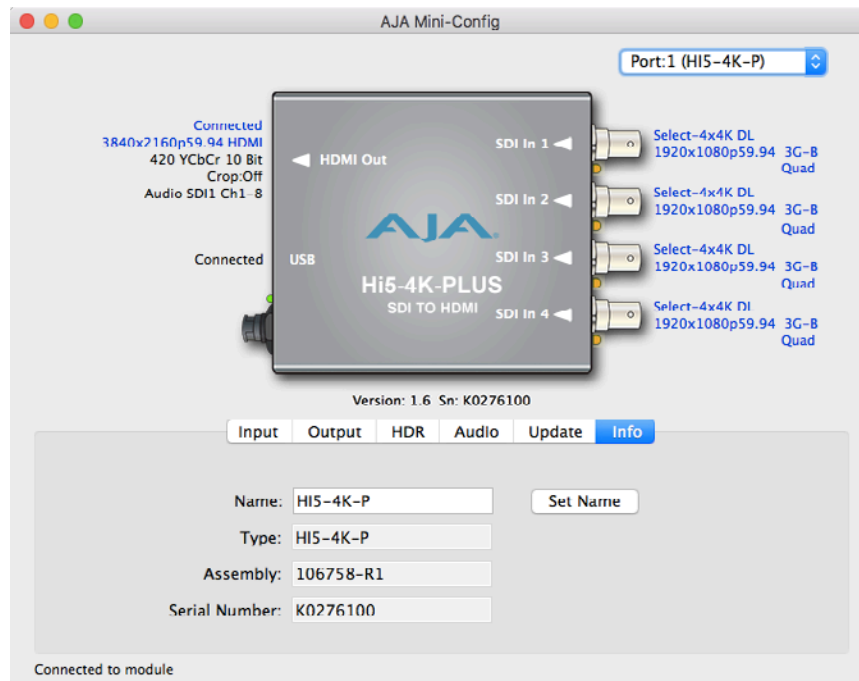 AJA Mini-Config
Port:1 (HI5-4K-P)
Connected
3840x2160p59.94 HDMI
420 YCbCr 10 Bit
Crop:Off
Audio SDI1 Ch1-8
Connected
HDMI Out
USB
AJA
Hi5-4K-PLUS
SDI TO HDMI
SDI In 1
SDI In 2
SDI In 3
SDI In 4
Select-4x4K DL
1920x1080p59.94 3G-B
Quad
Select-4x4K DL
1920x1080p59.94 3G-B
Quad
Select-4x4K DL
1920x1080p59.94 3G-B
Quad
Select-4x4K DL
1920x1080p59.94 3G-B
Quad
Version: 1.6 Sn: K0276100
Input Output HDR Audio Update Info
Name: HI5-4K-P Set Name
Type: HI5-4K-P
Assembly: 106758-R1
Serial Number: K0276100
Connected to module